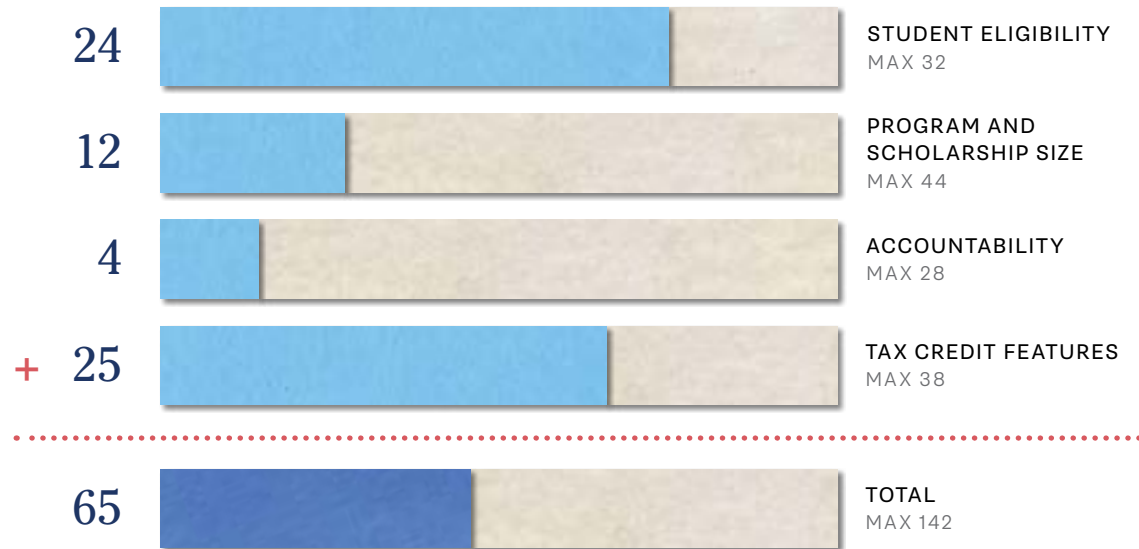 24
STUDENT ELIGIBILITY
MAX 32
12
PROGRAM AND
SCHOLARSHIP SIZE
MAX 44
4
ACCOUNTABILITY
MAX 28
+ 25
TAX CREDIT FEATURES
MAX 38
65
TOTAL
MAX 142